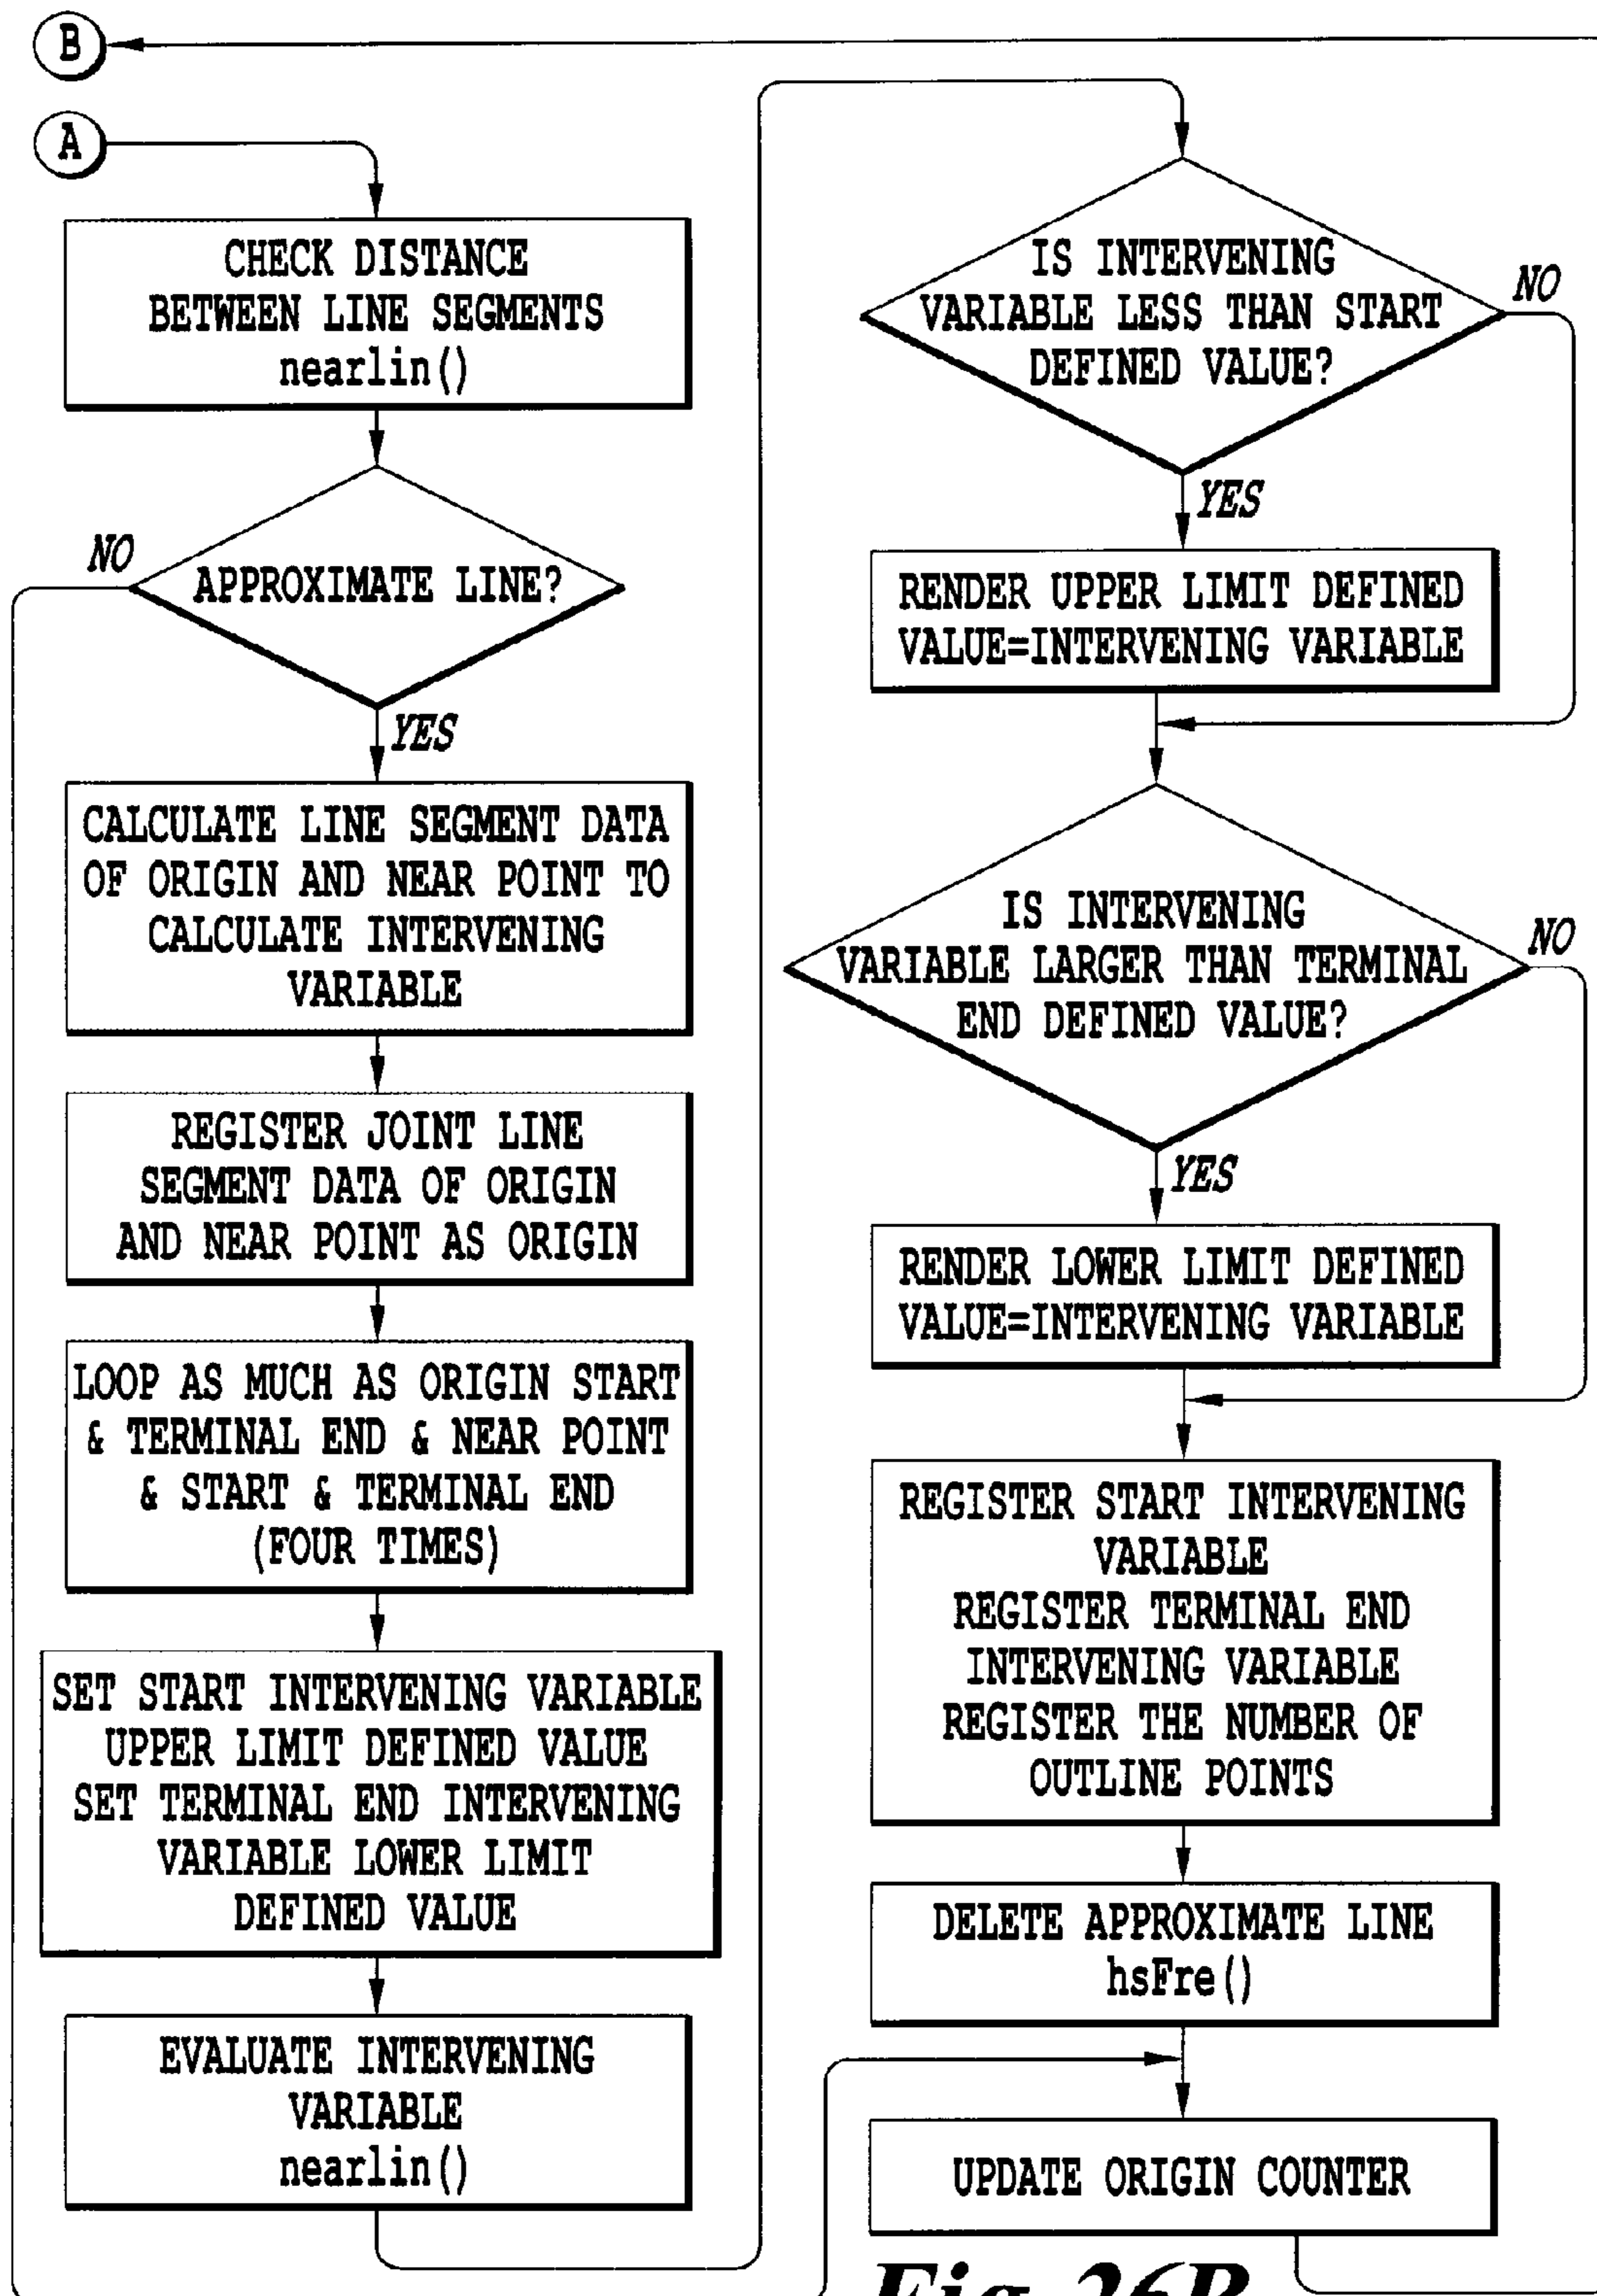 B
A
CHECK DISTANCE
BETWEEN LINE SEGMENTS
nearlin()
NO
APPROXIMATE LINE?
YES
CALCULATE LINE SEGMENT DATA
OF ORIGIN AND NEAR POINT TO
CALCULATE INTERVENING
VARIABLE
REGISTER JOINT LINE
SEGMENT DATA OF ORIGIN
AND NEAR POINT AS ORIGIN
LOOP AS MUCH AS ORIGIN START
& TERMINAL END & NEAR POINT
& START & TERMINAL END
(FOUR TIMES)
SET START INTERVENING VARIABLE
UPPER LIMIT DEFINED VALUE
SET TERMINAL END INTERVENING
VARIABLE LOWER LIMIT
DEFINED VALUE
EVALUATE INTERVENING
VARIABLE
nearlin()
IS INTERVENING
VARIABLE LESS THAN START
DEFINED VALUE?
NO
YES
RENDER UPPER LIMIT DEFINED
VALUE=INTERVENING VARIABLE
IS INTERVENING
VARIABLE LARGER THAN TERMINAL
END DEFINED VALUE?
NO
YES
RENDER LOWER LIMIT DEFINED
VALUE=INTERVENING VARIABLE
REGISTER START INTERVENING
VARIABLE
REGISTER TERMINAL END
INTERVENING VARIABLE
REGISTER THE NUMBER OF
OUTLINE POINTS
DELETE APPROXIMATE LINE
hsFre()
UPDATE ORIGIN COUNTER
Fig. 26B